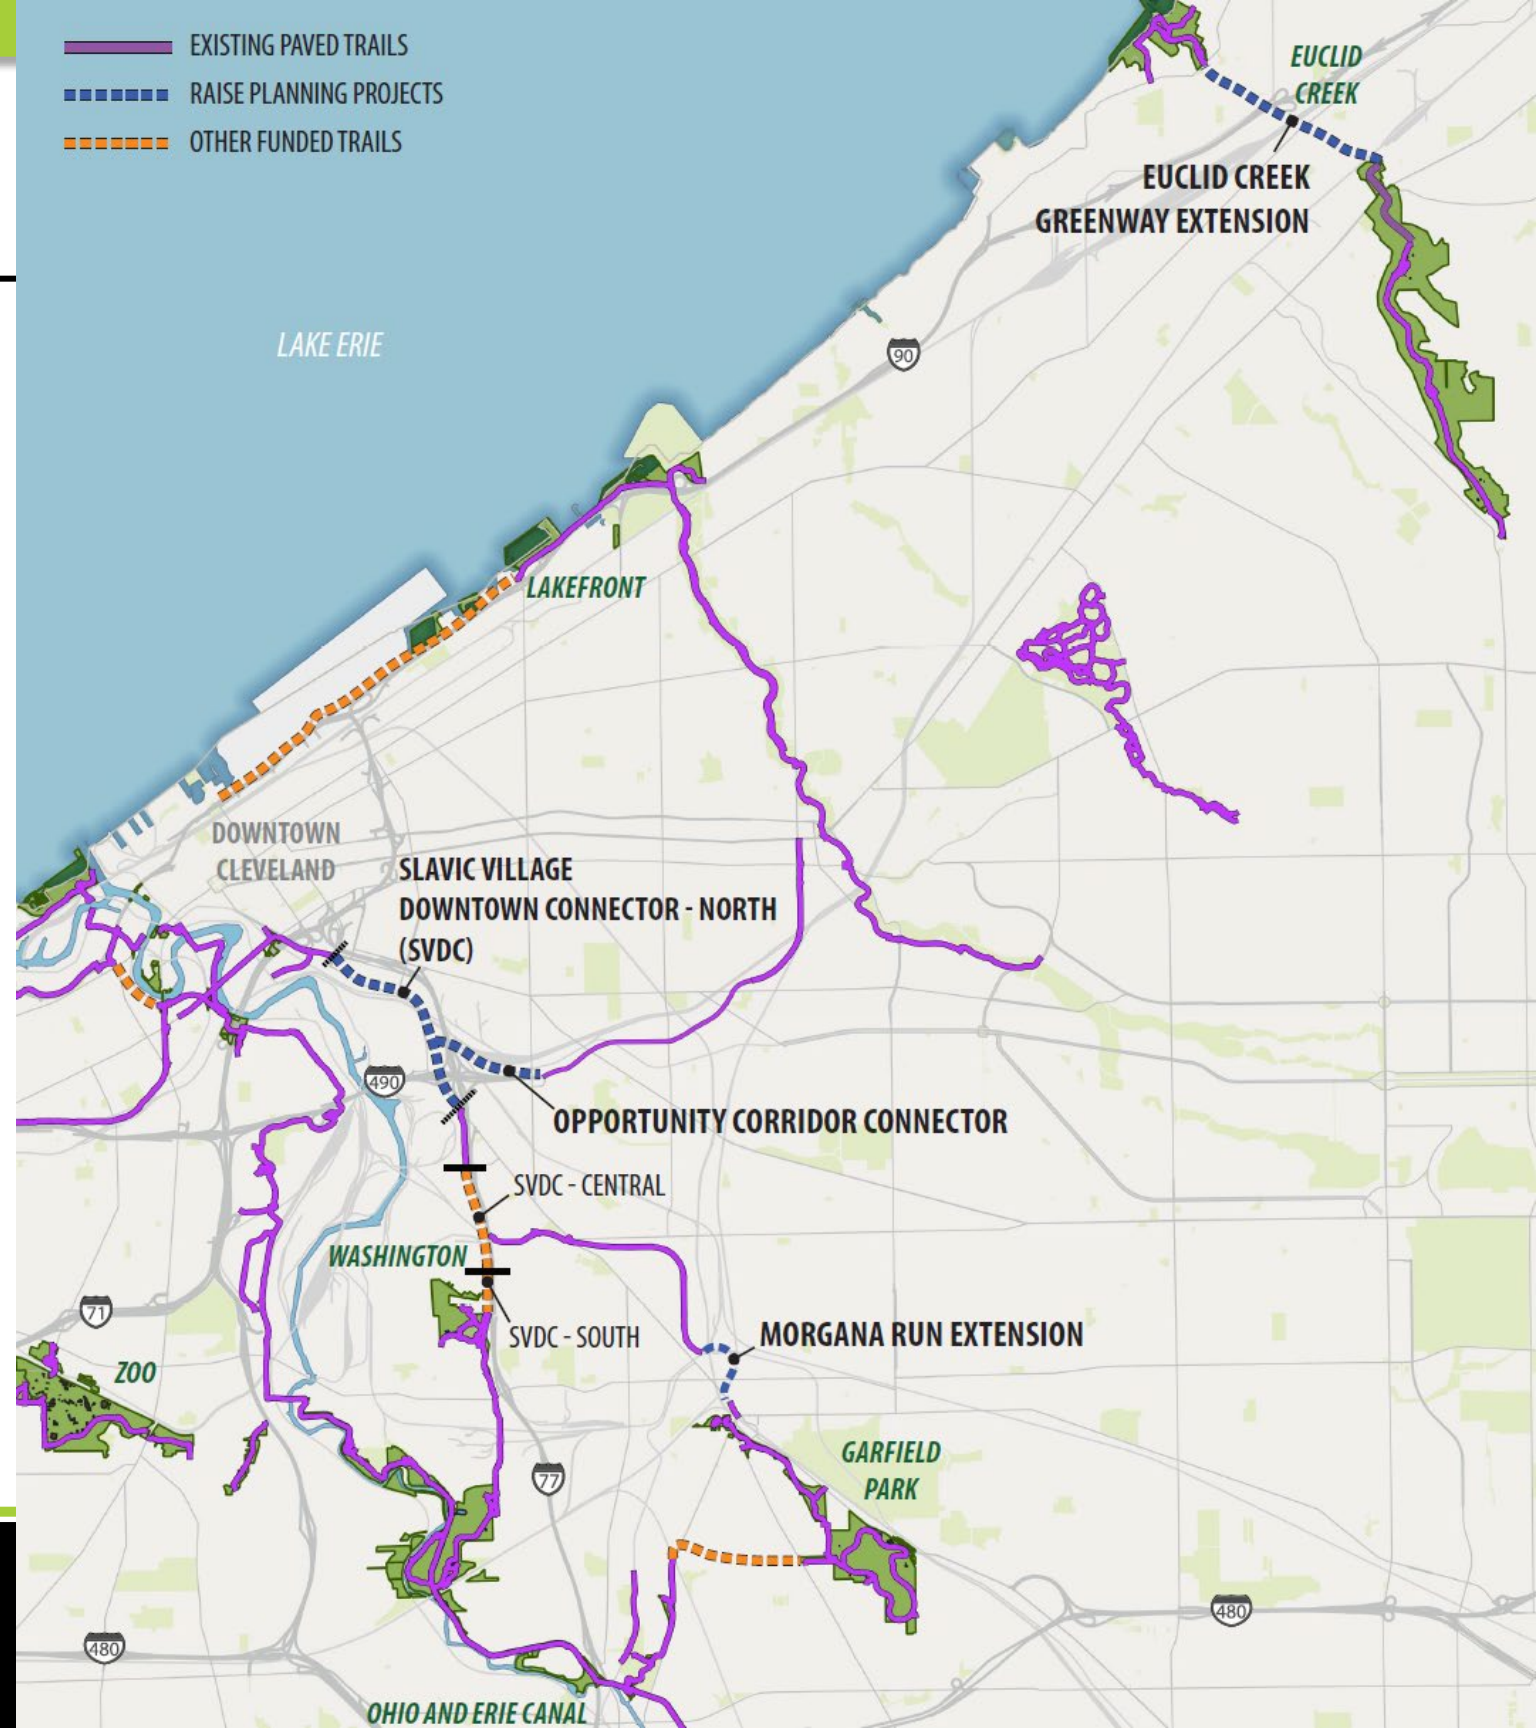 EXISTING PAVED TRAILS
RAISE PLANNING PROJECTS
OTHER FUNDED TRAILS
EUCLID
CREEK
EUCLID CREEK
GREENWAY EXTENSION
LAKE ERIE
90
LAKEFRONT
DOWNTOWN
CLEVELAND
SLAVIC VILLAGE
DOWNTOWN CONNECTOR - NORTH
(SVDC)
490
OPPORTUNITY CORRIDOR CONNECTOR
SVDC - CENTRAL
WASHINGTON
71
SVDC - SOUTH
MORGANA RUN EXTENSION
ZOO
GARFIELD
PARK
77
480
480
OHIO AND ERIE CANAL